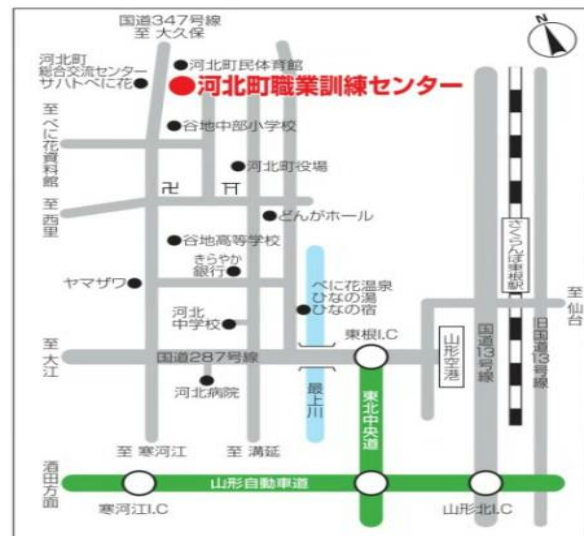 国道347号線
至 大久保
N
河北町
総合交流センター
サハトべに花
河北町民体育館
河北町職業訓練センター
至 べに花資料館
谷地中部小学校
河北町役場
卍
至 西里
どんがホール
谷地高等学校
きらやか
銀行
ヤマザワ
べに花温泉
ひなの湯
ひなの宿
さくらんぼ東根駅
至 仙台
河北
中学校
東根I.C
至 大江
国道287号線
山形空港
国道13号線
旧国道13号線
河北病院
最上川
東北中央道
至 寒河江
至 溝延
酒田方面
山形自動車道
寒河江I.C
山形北I.C